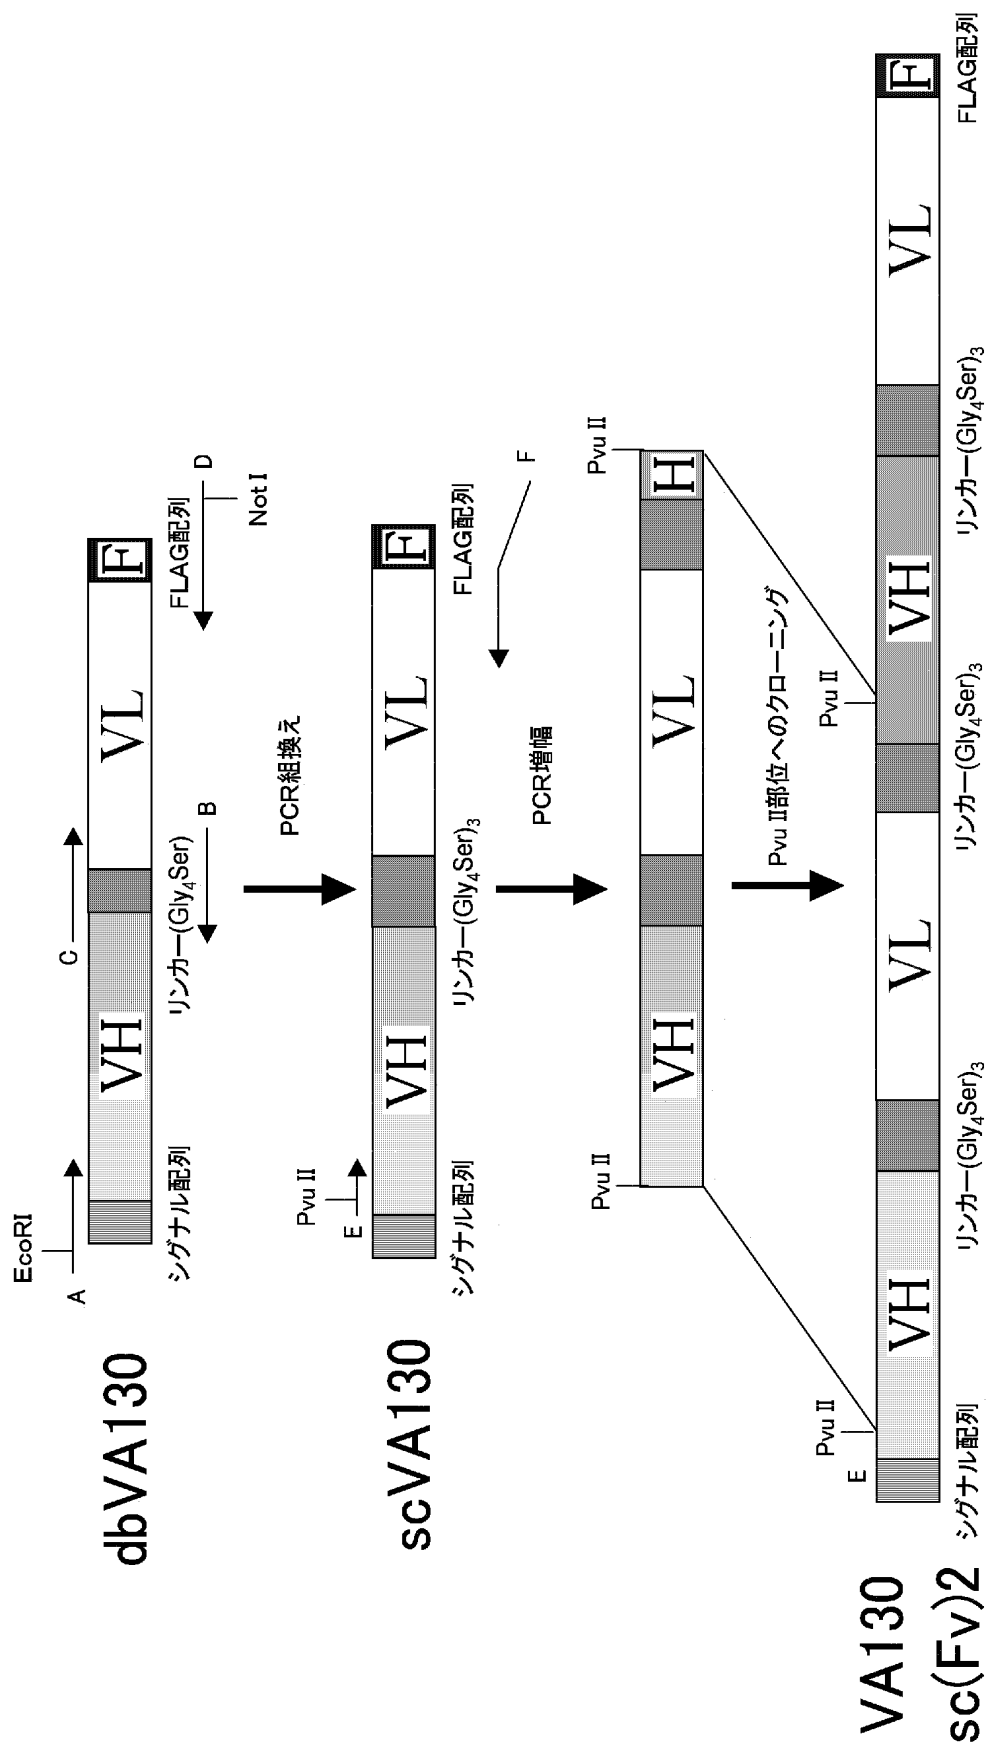 EcoRI
A
C
dbVA130
VH
VL
F
シグナル配列
リンカー(Gly4Ser)
FLAG配列
B
D
Not I
PCR組換え
Pvu II
E
scVA130
VH
VL
F
シグナル配列
リンカー(Gly4Ser)3
FLAG配列
F
PCR増幅
Pvu II
Pvu II
VH
VL
H
Pvu II部位へのクローニング
Pvu II
Pvu II
E
VA130
sc(Fv)2
VH
VL
VH
VL
F
シグナル配列
リンカー(Gly4Ser)3
リンカー(Gly4Ser)3
リンカー(Gly4Ser)3
FLAG配列